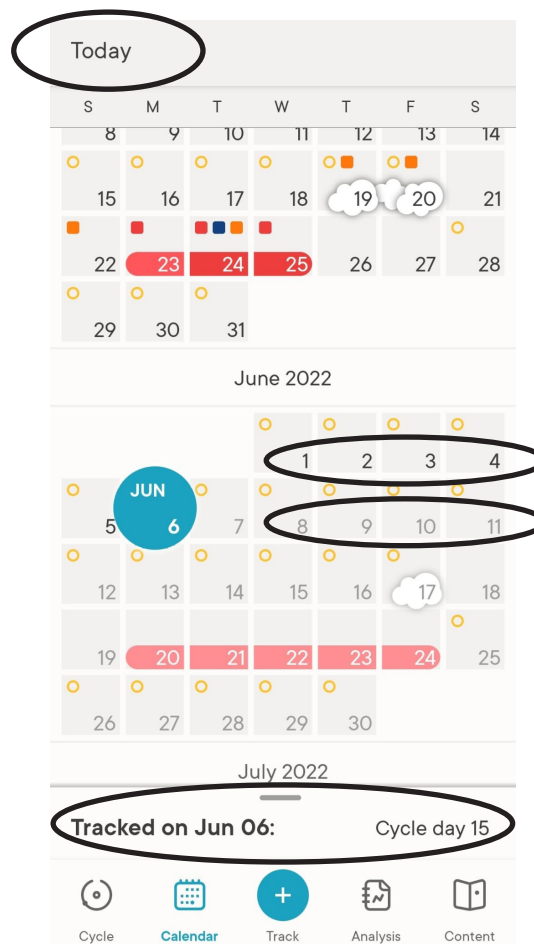 Today
S M T W T F S
8 9 10 11 12 13 14
15 16 17 18 19 20 21
22 23 24 25 26 27 28
29 30 31
June 2022
1 2 3 4
JUN
5 6 7 8 9 10 11
12 13 14 15 16 17 18
19 20 21 22 23 24 25
26 27 28 29 30
July 2022
Tracked on Jun 06: Cycle day 15
Cycle Calendar Track Analysis Content